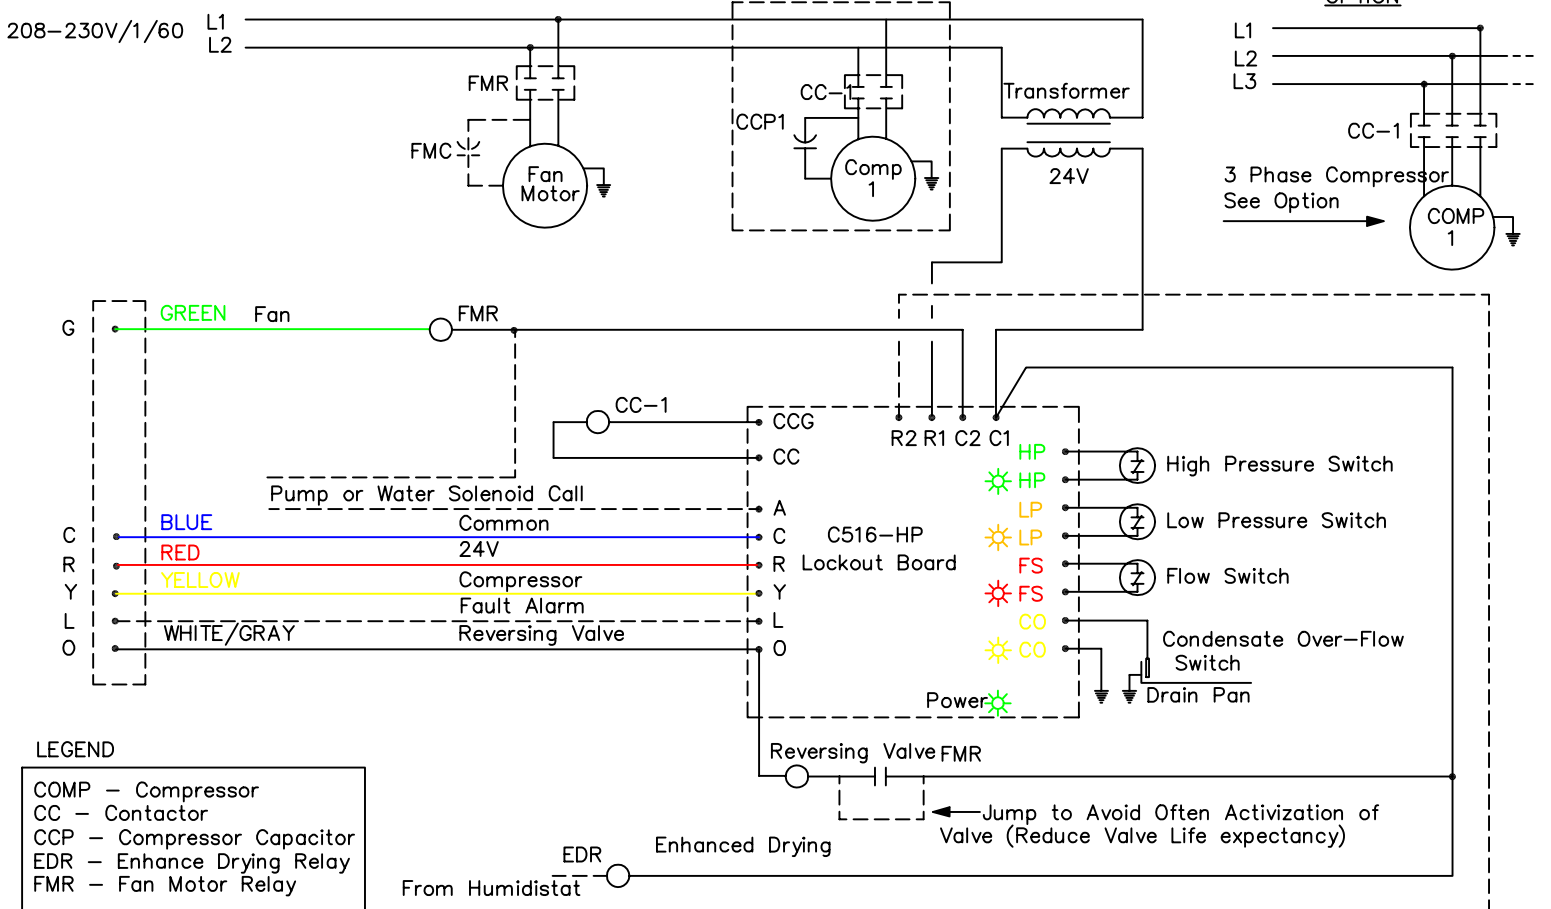 OPTION
208-230V/1/60
L1
L2
FMR
FMC
Fan
Motor
CC-1
CCP1
Comp
1
Transformer
24V
L1
L2
L3
CC-1
3 Phase Compressor
See Option
COMP
1
G
GREEN Fan
FMR
CC-1
CCG
CC
R2 R1 C2 C1
Pump or Water Solenoid Call
A
C
BLUE
Common
C
R
RED
24V
R
Y
YELLOW
Compressor
Y
L
Fault Alarm
L
O
WHITE/GRAY
Reversing Valve
O
C516-HP
Lockout Board
HP
HP
High Pressure Switch
LP
LP
Low Pressure Switch
FS
FS
Flow Switch
CO
CO
Condensate Over-Flow
Switch
Drain Pan
Power
Reversing Valve FMR
Jump to Avoid Often Activization of
Valve (Reduce Valve Life expectancy)
EDR
Enhanced Drying
From Humidistat
LEGEND
COMP - Compressor
CC - Contactor
CCP - Compressor Capacitor
EDR - Enhance Drying Relay
FMR - Fan Motor Relay